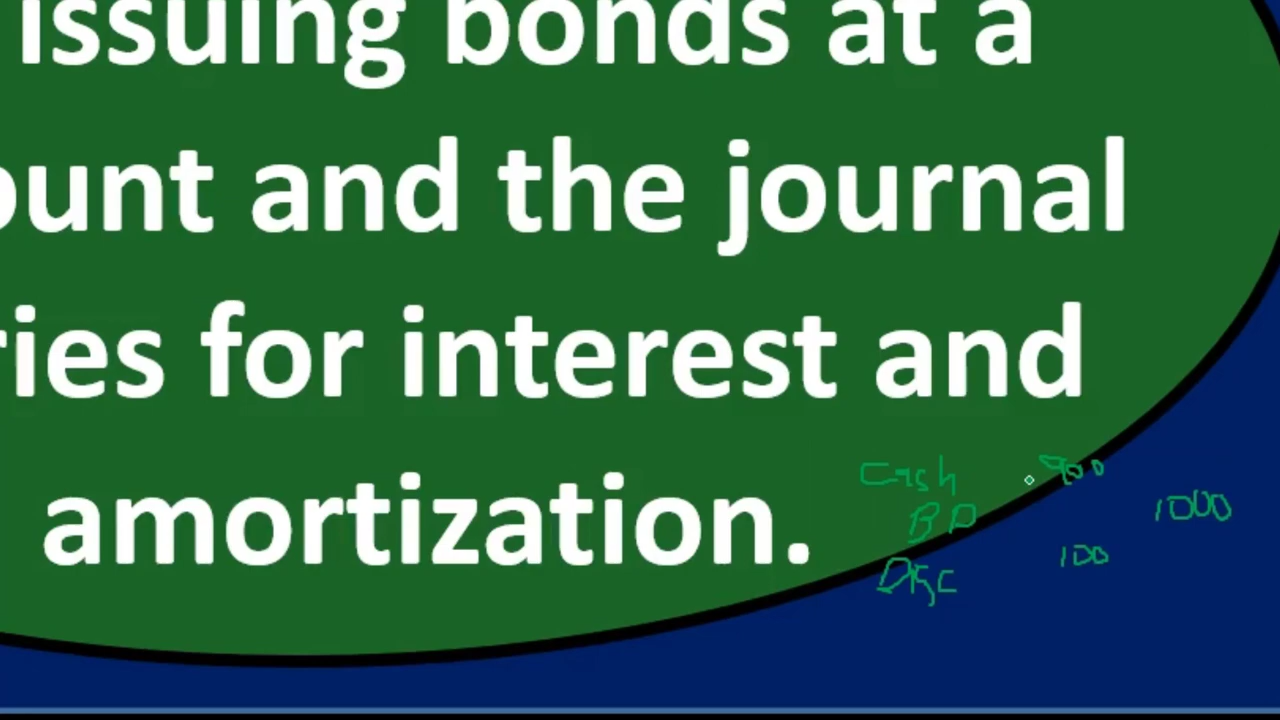 issuing bonds at a
ount and the journal
ries for interest and
amortization.
Cash 900
BP 1000
Disc 100